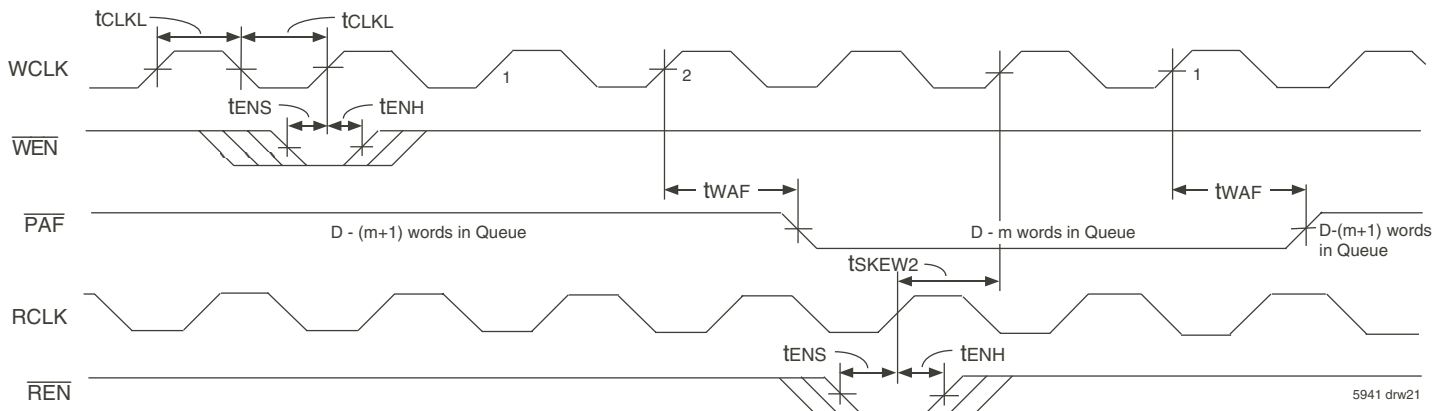 tCLKL tCLKL
WCLK 1 2 1
tENS tENH
WEN
tWAF tWAF
PAF
D - (m+1) words in Queue D - m words in Queue D-(m+1) words
in Queue
tSKEW2
RCLK
tENS tENH
REN
5941 drw21